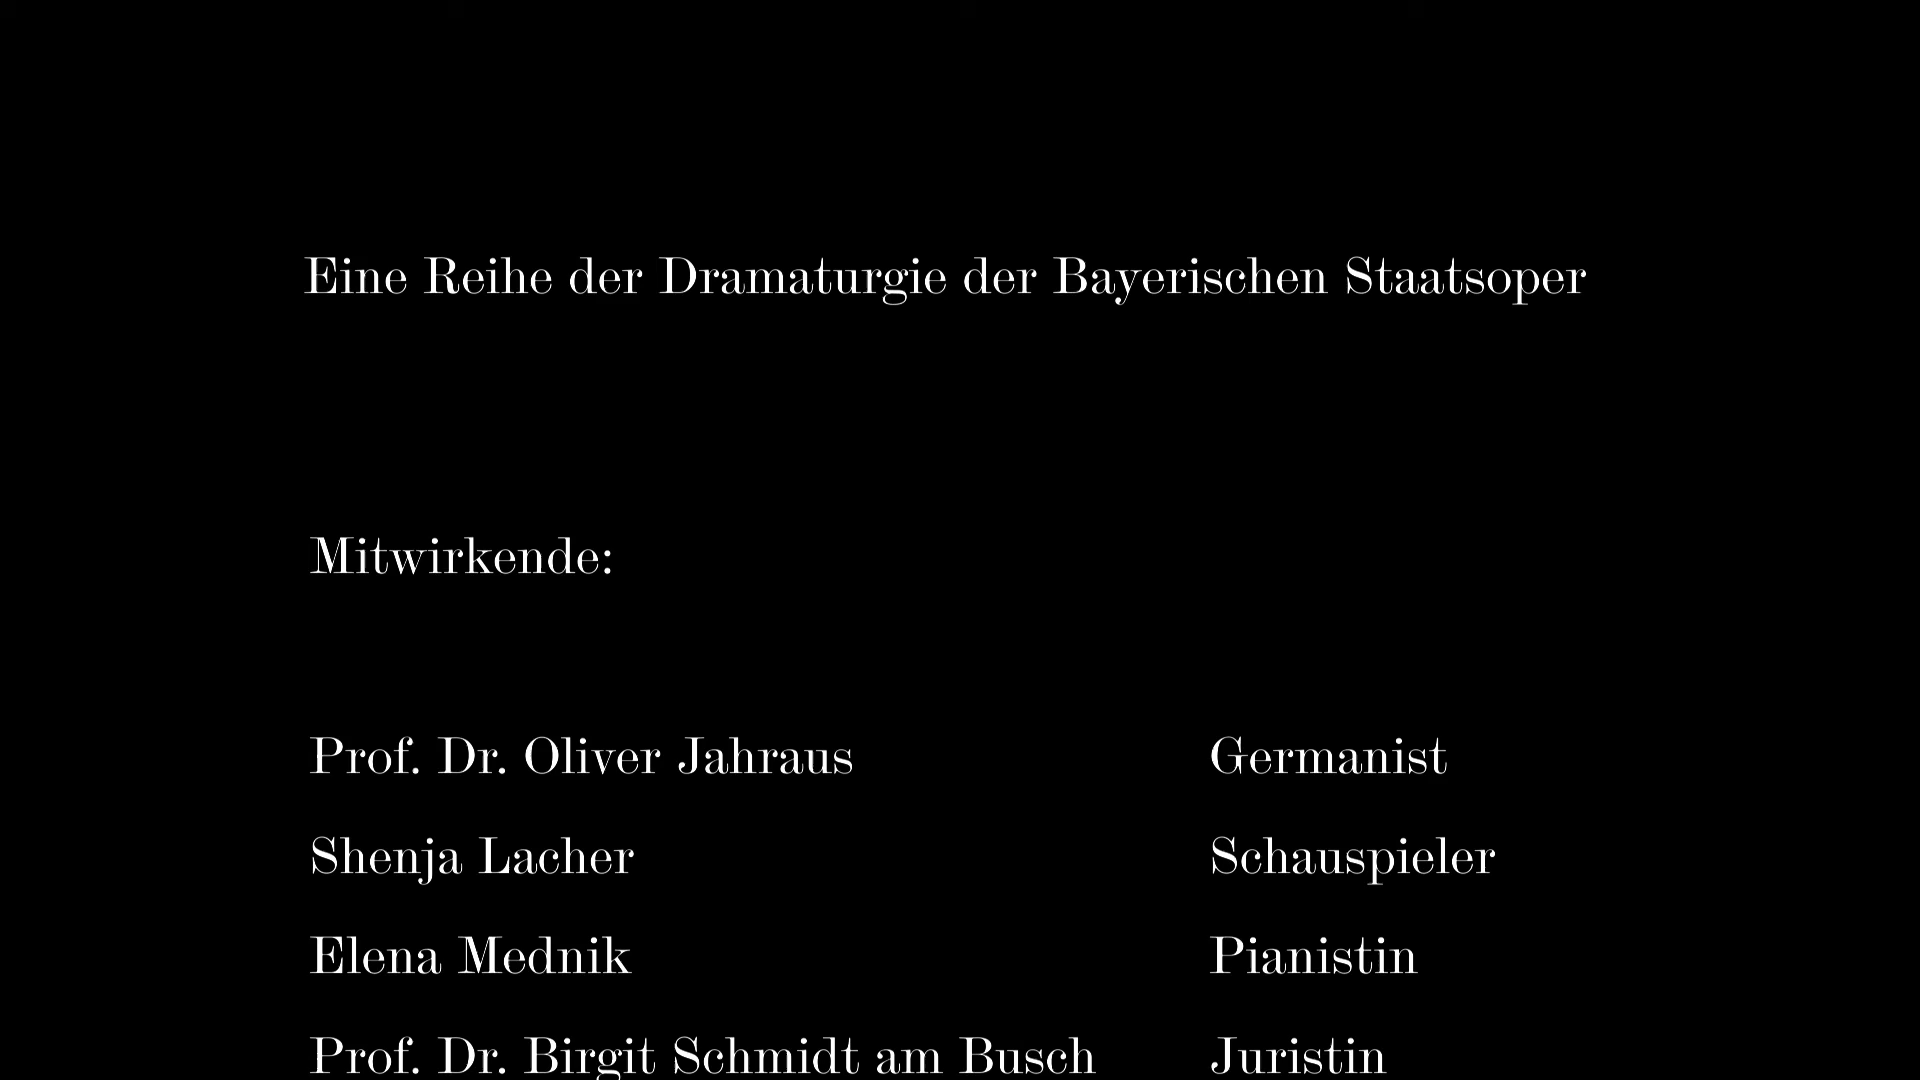 Eine Reihe der Dramaturgie der Bayerischen Staatsoper
Mitwirkende:
Prof. Dr. Oliver Jahraus Germanist
Shenja Lacher Schauspieler
Elena Mednik Pianistin
Prof. Dr. Birgit Schmidt am Busch Juristin